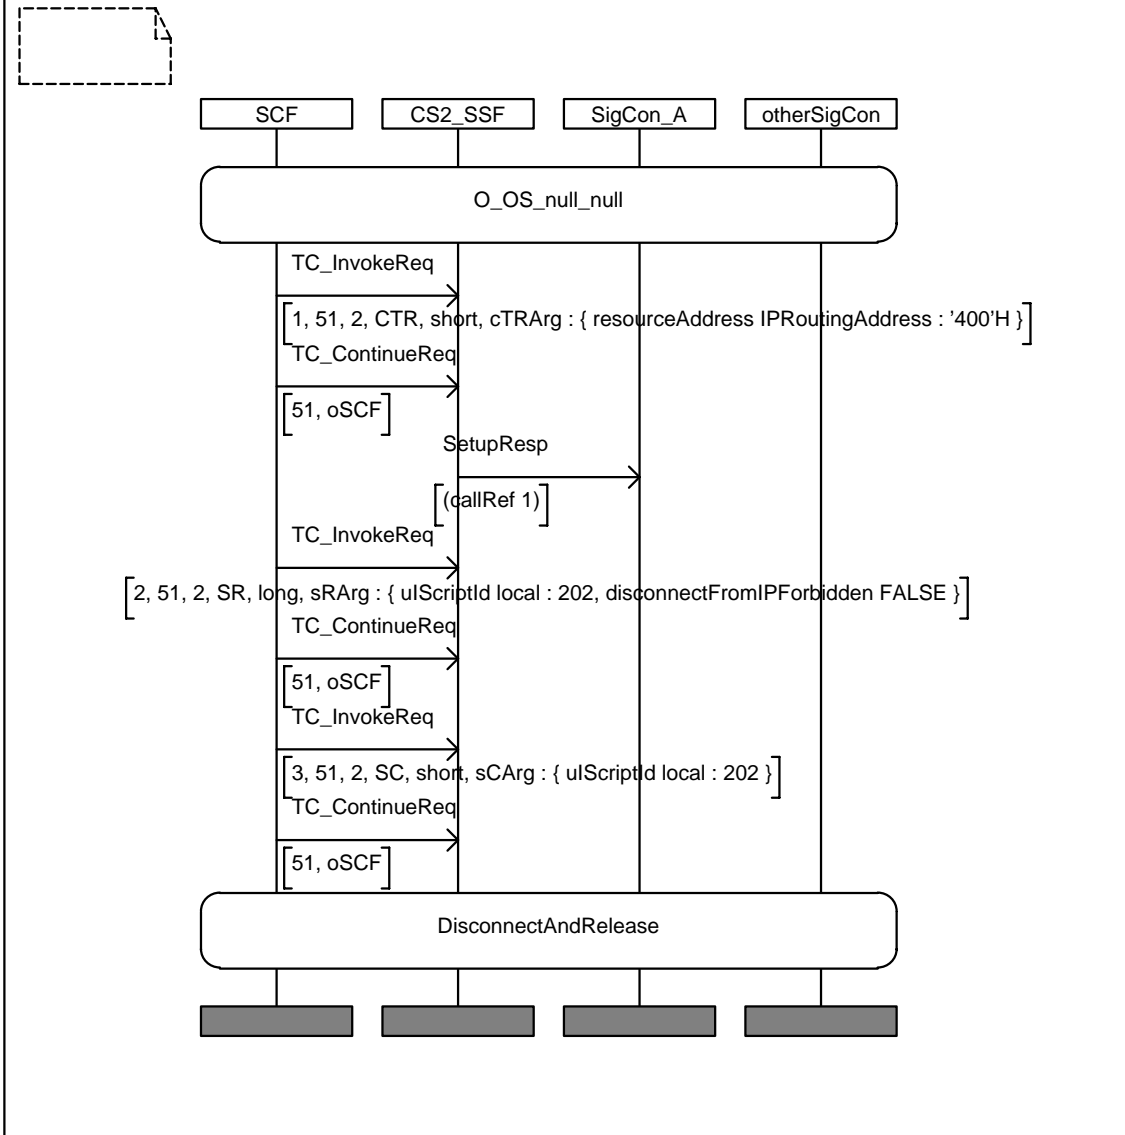 SCF CS2_SSF SigCon_A otherSigCon
O_OS_null_null
TC_InvokeReq
1, 51, 2, CTR, short, cTRArg : { resourceAddress IPRoutingAddress : '400'H }
TC_ContinueReq
51, oSCF
SetupResp
(callRef 1)
TC_InvokeReq
2, 51, 2, SR, long, sRArg : { uIScriptId local : 202, disconnectFromIPForbidden FALSE }
TC_ContinueReq
51, oSCF
TC_InvokeReq
3, 51, 2, SC, short, sCArg : { uIScriptId local : 202 }
TC_ContinueReq
51, oSCF
DisconnectAndRelease